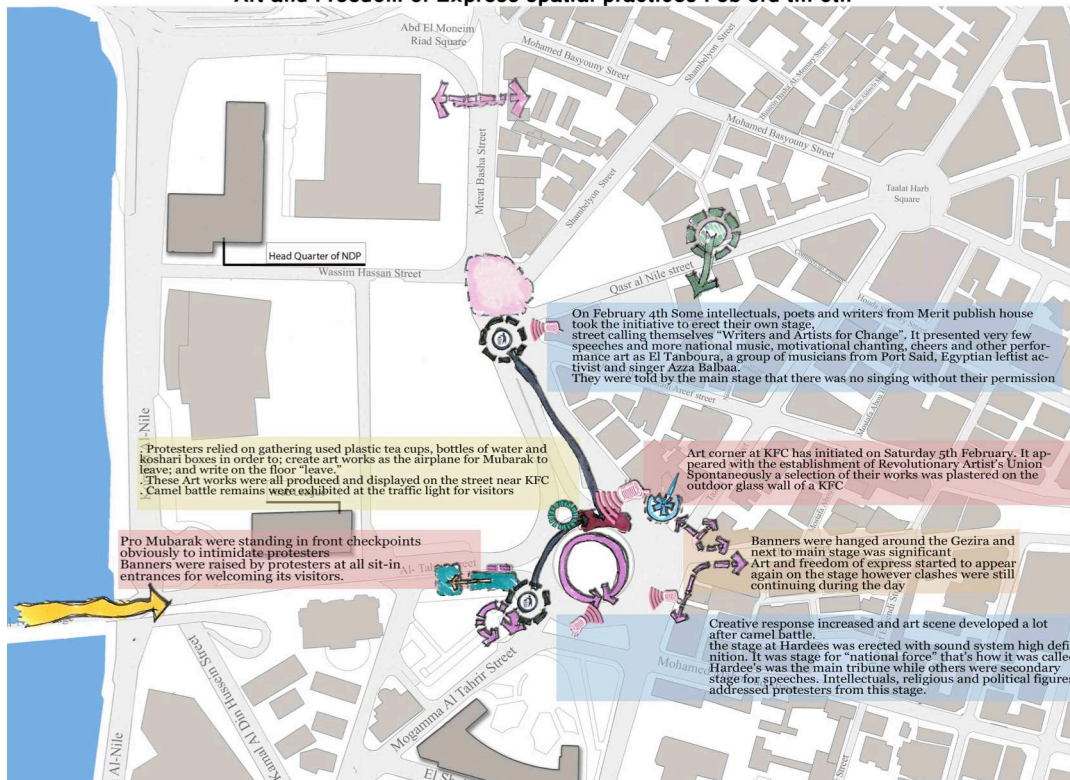 Art and Freedom of Express spatial practices Feb 3rd till 6th
Abd El Moneim
Riad Square
Mohamed Basyouny Street
Shambelyon Street
Mohamed Basyouny Street
Mreat Basha Street
Shambelyon Street
Taalat Harb
Square
Head Quarter of NDP
Wassim Hassan Street
Qasr al Nile street
On February 4th Some intellectuals, poets and writers from Merit publish house
took the initiative to erect their own stage,
street calling themselves "Writers and Artists for Change". It presented very few
speeches and more national music, motivational chanting, cheers and other perfor-
mance art as El Tanboura, a group of musicians from Port Said, Egyptian leftist ac-
tivist and singer Azza Balbaa.
They were told by the main stage that there was no singing without their permission
. Protesters relied on gathering used plastic tea cups, bottles of water and
koshari boxes in order to; create art works as the airplane for Mubarak to
leave; and write on the floor "leave."
. These Art works were all produced and displayed on the street near KFC
. Camel battle remains were exhibited at the traffic light for visitors
Art corner at KFC has initiated on Saturday 5th February. It ap-
peared with the establishment of Revolutionary Artist's Union
Spontaneously a selection of their works was plastered on the
outdoor glass wall of a KFC
Pro Mubarak were standing in front checkpoints
obviously to intimidate protesters
Banners were raised by protesters at all sit-in
entrances for welcoming its visitors.
Banners were hanged around the Gezira and
next to main stage was significant
Art and freedom of express started to appear
again on the stage however clashes were still
continuing during the day
Creative response increased and art scene developed a lot
after camel battle.
the stage at Hardees was erected with sound system high defi-
nition. It was stage for "national force" that's how it was called
Hardee's was the main tribune while others were secondary
stage for speeches. Intellectuals, religious and political figures
addressed protesters from this stage.
Al-Nile
Kamal Al Din Hussein Street
Mogamma Al Tahrir Street
Al-Nile